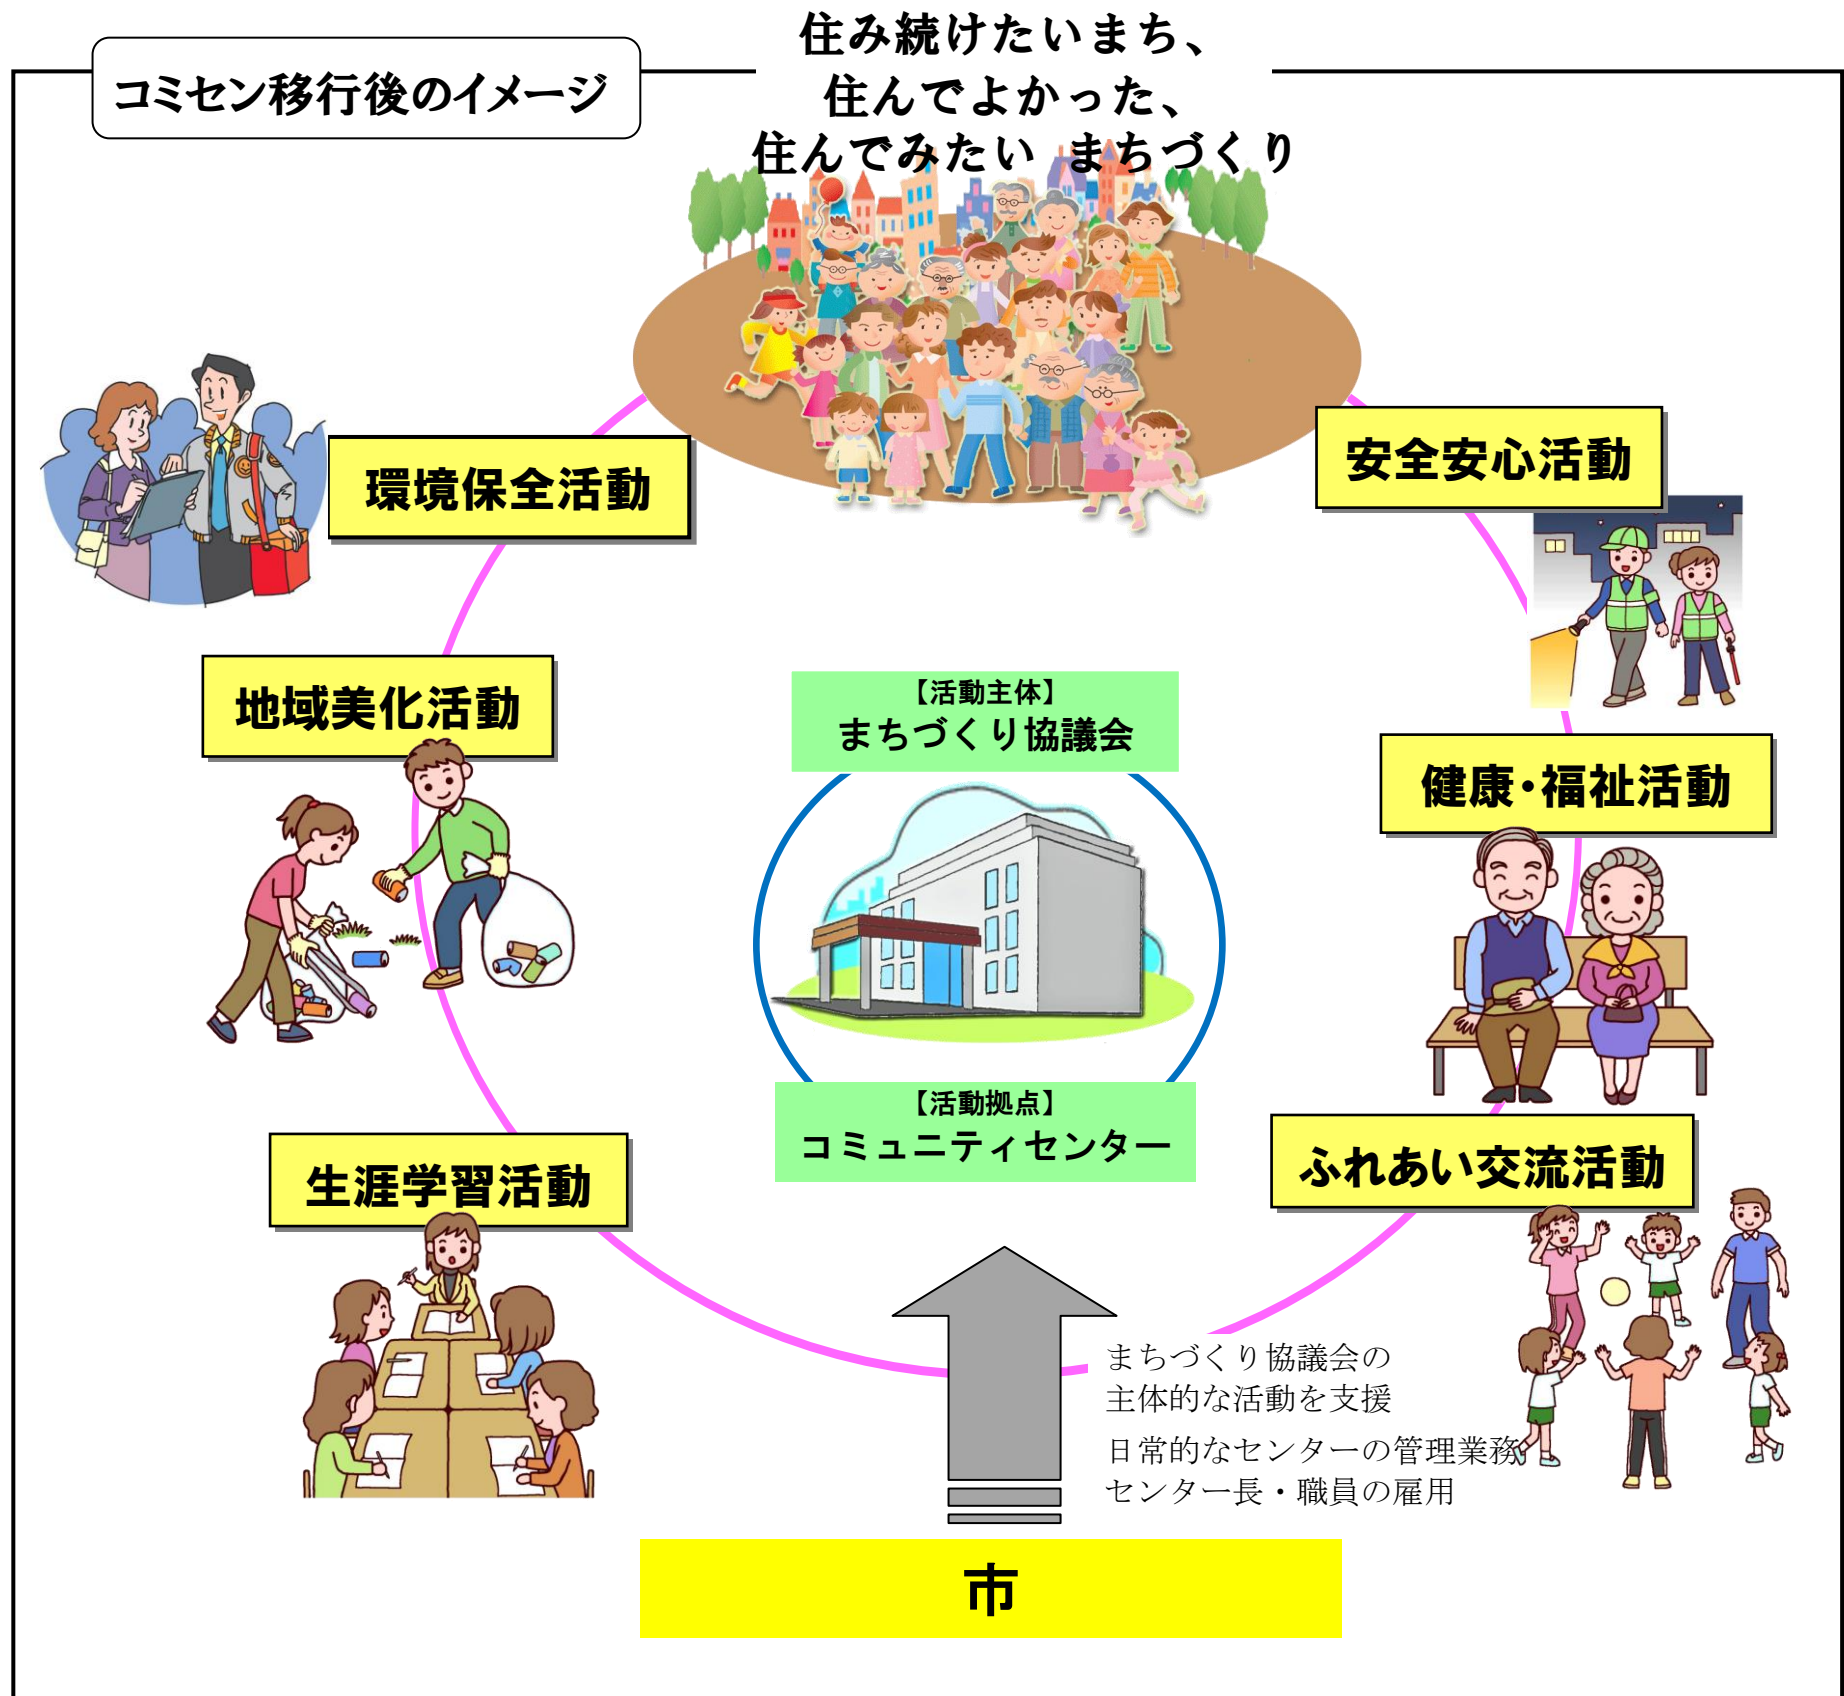 コミセン移行後のイメージ
住み続けたいまち、
住んでよかった、
住んでみたい まちづくり
環境保全活動
安全安心活動
地域美化活動
【活動主体】
まちづくり協議会
健康・福祉活動
【活動拠点】
コミュニティセンター
生涯学習活動
ふれあい交流活動
まちづくり協議会の
主体的な活動を支援
日常的なセンターの管理業務
センター長・職員の雇用
市